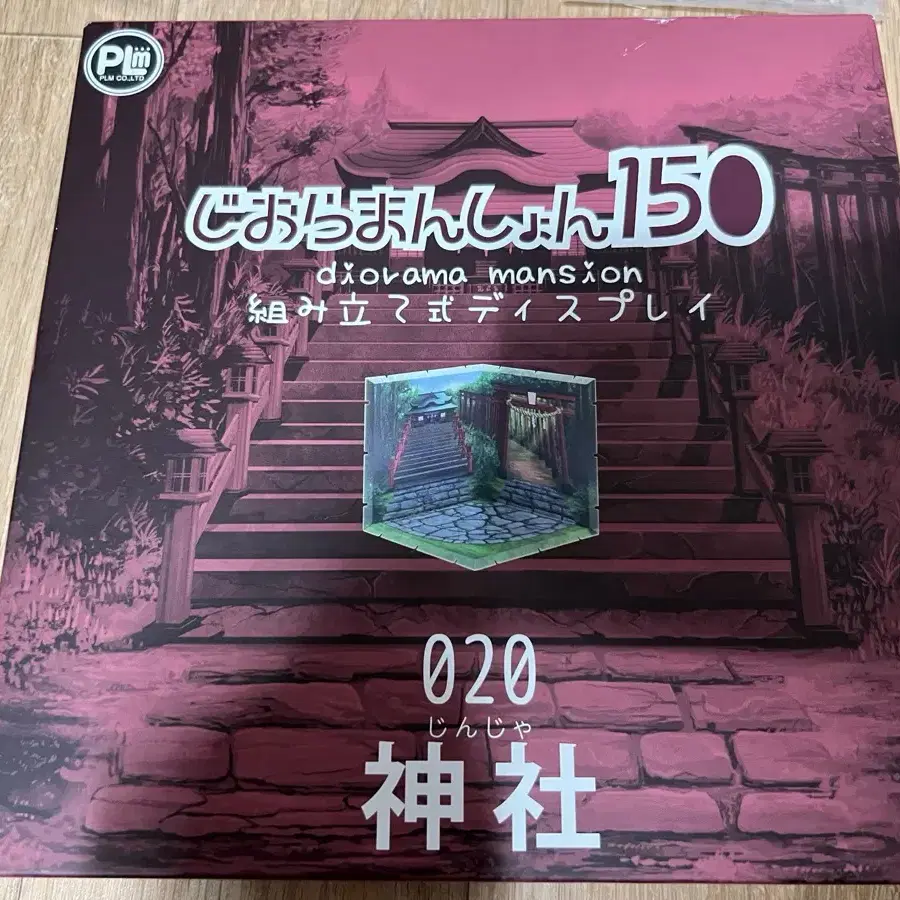 PLM
PLM CO.,LTD
じおらまんしょん150
diorama mansion
組み立て式ディスプレイ
020
じんじゃ
神社